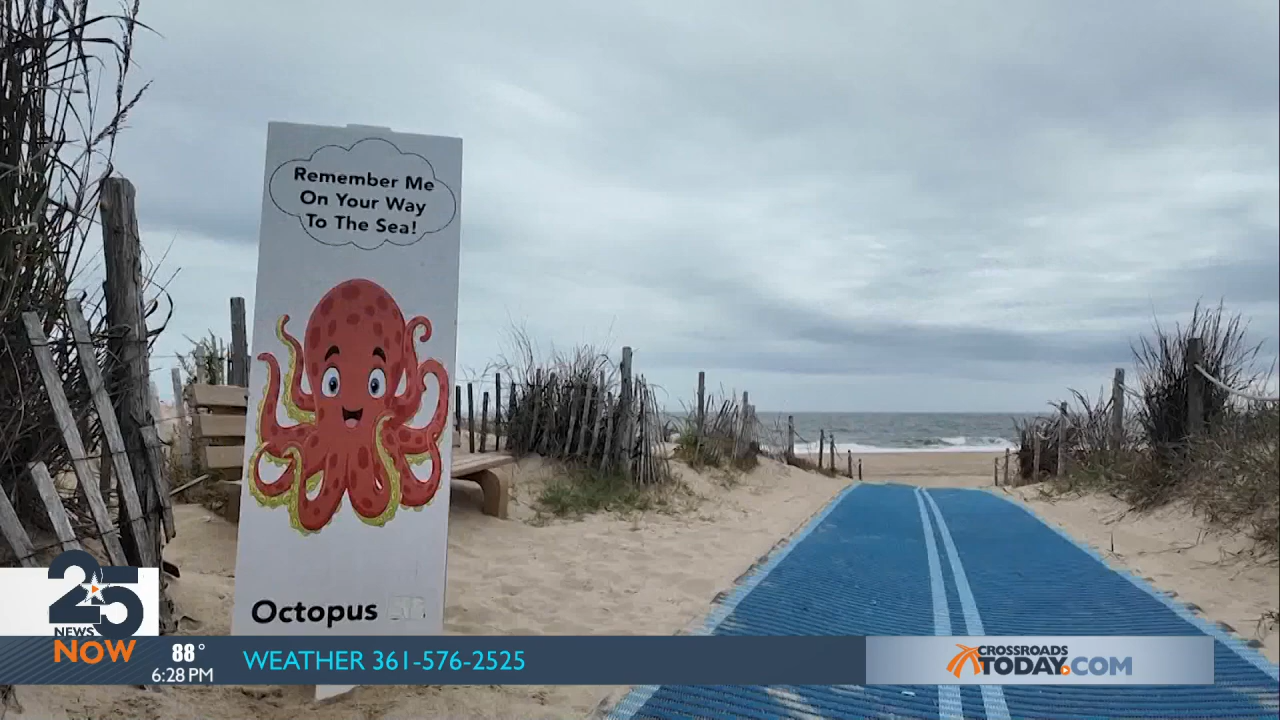 Remember Me
On Your Way
To The Sea!
Octopus
25
NEWS
NOW
88°
6:28 PM
WEATHER 361-576-2525
CROSSROADS
TODAY.COM